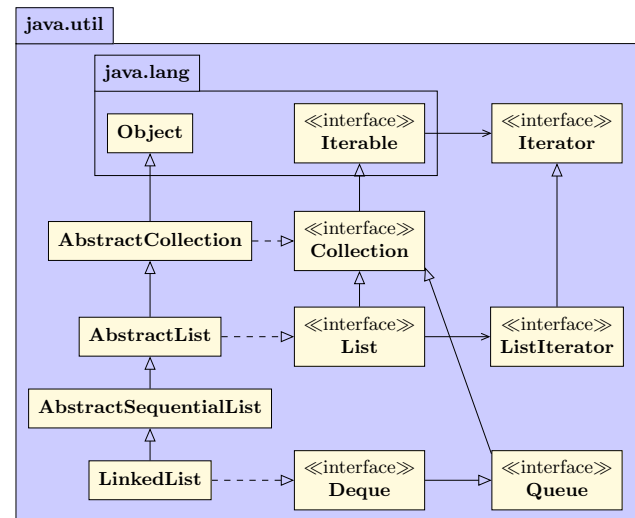 java.util
java.lang
Object
≪interface≫
Iterable
≪interface≫
Iterator
AbstractCollection
≪interface≫
Collection
AbstractList
≪interface≫
List
≪interface≫
ListIterator
AbstractSequentialList
LinkedList
≪interface≫
Deque
≪interface≫
Queue